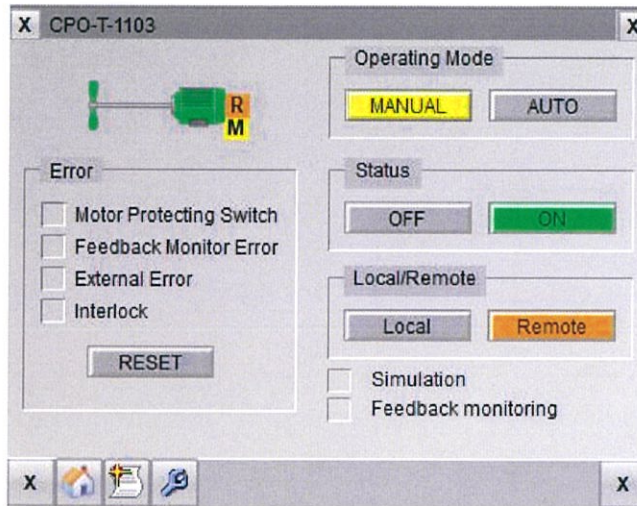 X CPO-T-1103 X
Operating Mode
R
MANUAL AUTO
M
Error
Status
Motor Protecting Switch
OFF ON
Feedback Monitor Error
External Error
Local/Remote
Interlock
Local Remote
RESET
Simulation
Feedback monitoring
X X